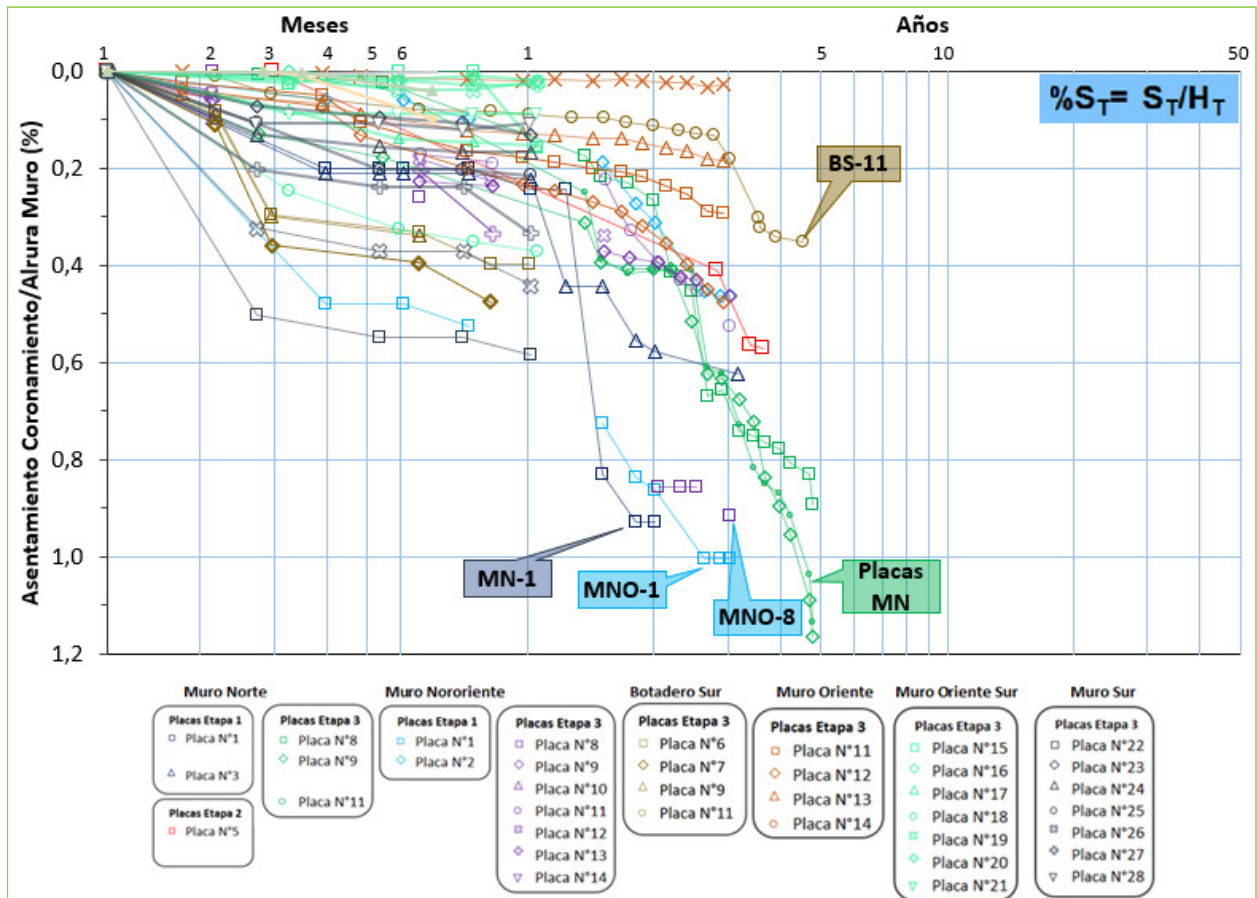 Meses Años
1 2 3 4 5 6 1 5 10 50
0,0
0,2
0,4
0,6
0,8
1,0
1,2
Asentamiento Coronamiento/Alrura Muro (%)
%S_T= S_T/H_T
BS-11
MN-1
MNO-1
MNO-8
Placas
MN
Muro Norte
Placas Etapa 1
Placa N°1
Placa N°3
Placas Etapa 2
Placa N°5
Placas Etapa 3
Placa N°8
Placa N°9
Placa N°11
Muro Nororiente
Placas Etapa 1
Placa N°1
Placa N°2
Placas Etapa 3
Placa N°8
Placa N°9
Placa N°10
Placa N°11
Placa N°12
Placa N°13
Placa N°14
Botadero Sur
Placas Etapa 3
Placa N°6
Placa N°7
Placa N°9
Placa N°11
Muro Oriente
Placas Etapa 3
Placa N°11
Placa N°12
Placa N°13
Placa N°14
Muro Oriente Sur
Placas Etapa 3
Placa N°15
Placa N°16
Placa N°17
Placa N°18
Placa N°19
Placa N°20
Placa N°21
Muro Sur
Placas Etapa 3
Placa N°22
Placa N°23
Placa N°24
Placa N°25
Placa N°26
Placa N°27
Placa N°28